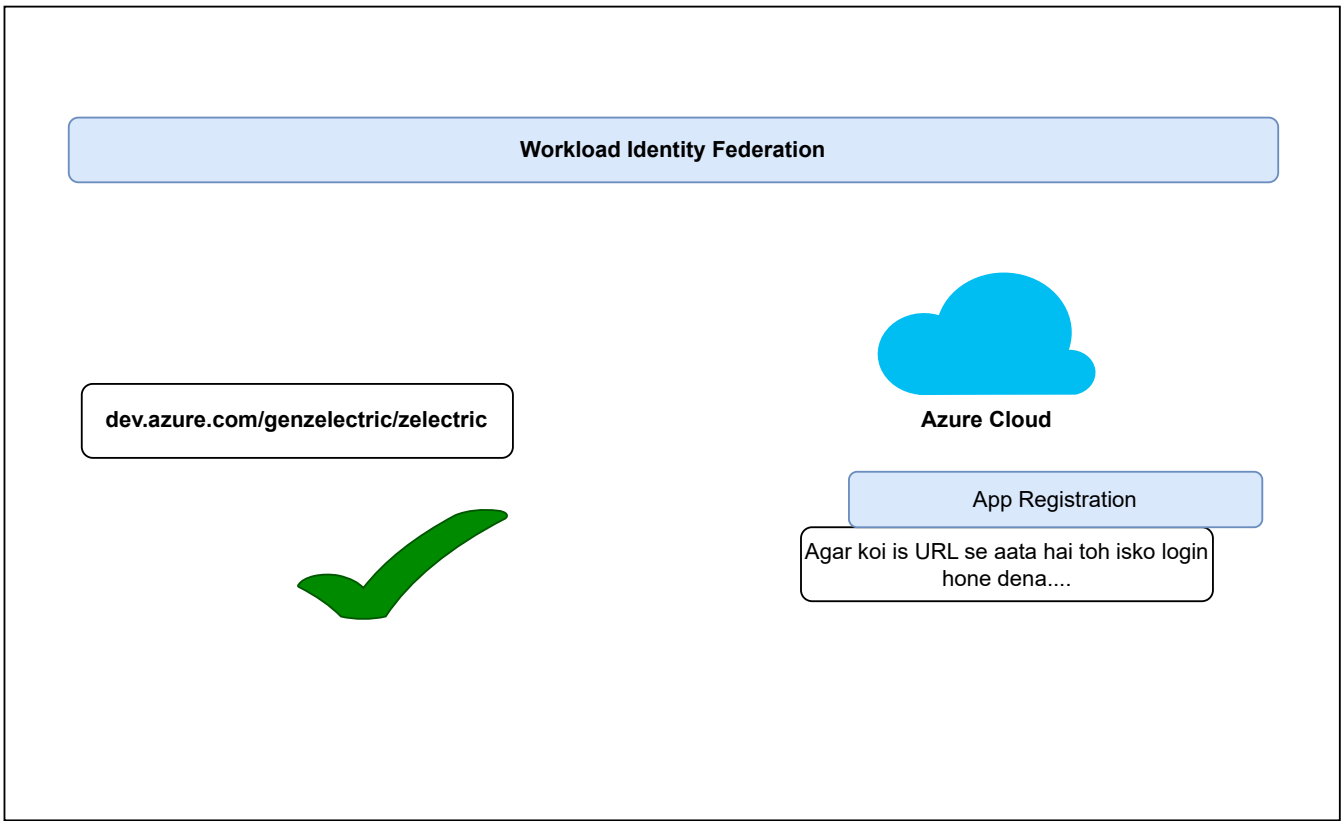 Workload Identity Federation
dev.azure.com/genzelectric/zelectric
Azure Cloud
App Registration
Agar koi is URL se aata hai toh isko login
hone dena....